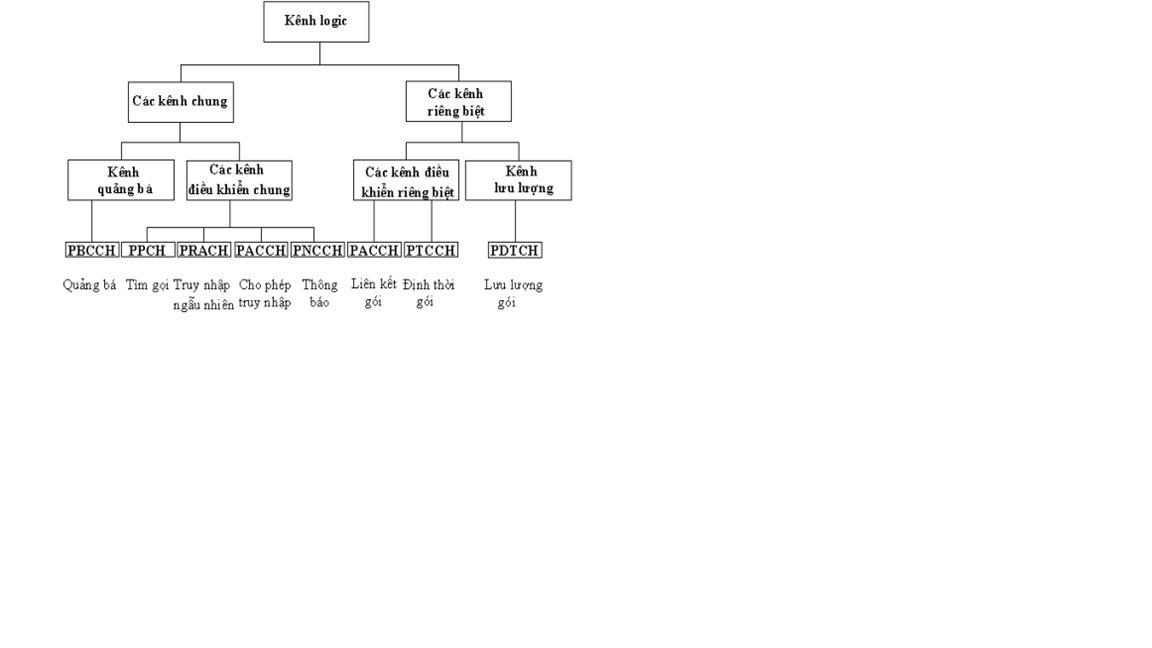 Kênh logic
Các kênh chung
Các kênh
riêng biệt
Kênh
quảng bá
Các kênh
điều khiển chung
Các kênh điều
khiển riêng biệt
Kênh
lưu lượng
PBCCH PPCH PRACH PACCH PNCCH PACCH PTCCH PDTCH
Quảng bá Tìm gọi Truy nhập Cho phép Thông Liên kết Định thời Lưu lượng
ngẫu nhiên truy nhập báo gói gói gói